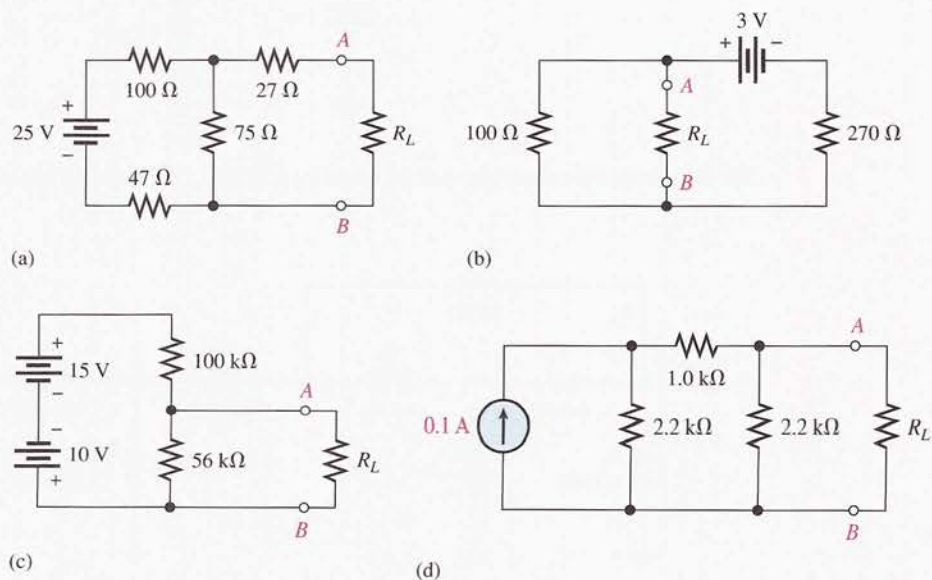 A
100 Ω
27 Ω
+
25 V
−
75 Ω
R_L
47 Ω
B
(a)
3 V
+
−
A
100 Ω
R_L
270 Ω
B
(b)
+
15 V
−
−
10 V
+
100 kΩ
A
56 kΩ
R_L
B
(c)
A
1.0 kΩ
0.1 A
2.2 kΩ
2.2 kΩ
R_L
B
(d)